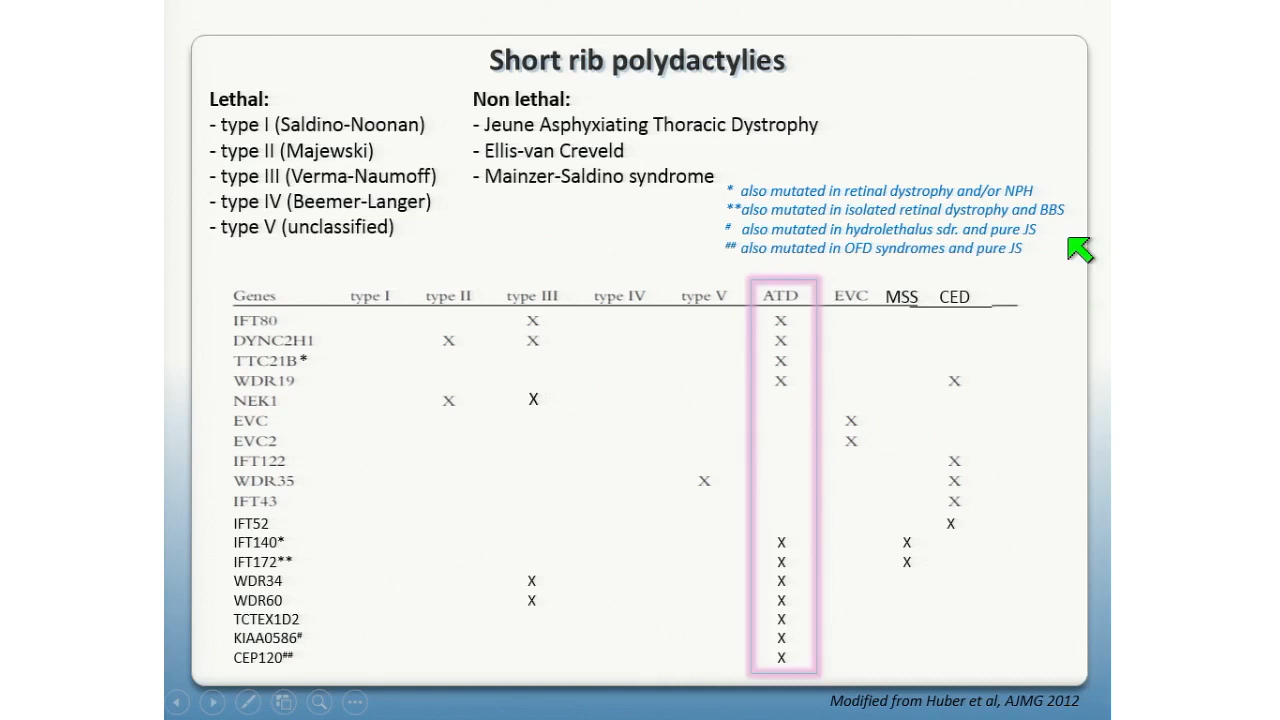 Short rib polydactylies
Lethal:
- type I (Saldino-Noonan)
- type II (Majewski)
- type III (Verma-Naumoff)
- type IV (Beemer-Langer)
- type V (unclassified)
Non lethal:
- Jeune Asphyxiating Thoracic Dystrophy
- Ellis-van Creveld
- Mainzer-Saldino syndrome
* also mutated in retinal dystrophy and/or NPH
**also mutated in isolated retinal dystrophy and BBS
# also mutated in hydrolethalus sdr. and pure JS
## also mutated in OFD syndromes and pure JS
Genes type I type II type III type IV type V ATD EVC MSS CED
IFT80 X X
DYNC2H1 X X X
TTC21B* X
WDR19 X X
NEK1 X X
EVC X
EVC2 X
IFT122 X
WDR35 X X
IFT43 X
IFT52 X
IFT140* X X
IFT172** X X
WDR34 X X
WDR60 X X
TCTEX1D2 X
KIAA0586# X
CEP120## X
Modified from Huber et al, AJMG 2012